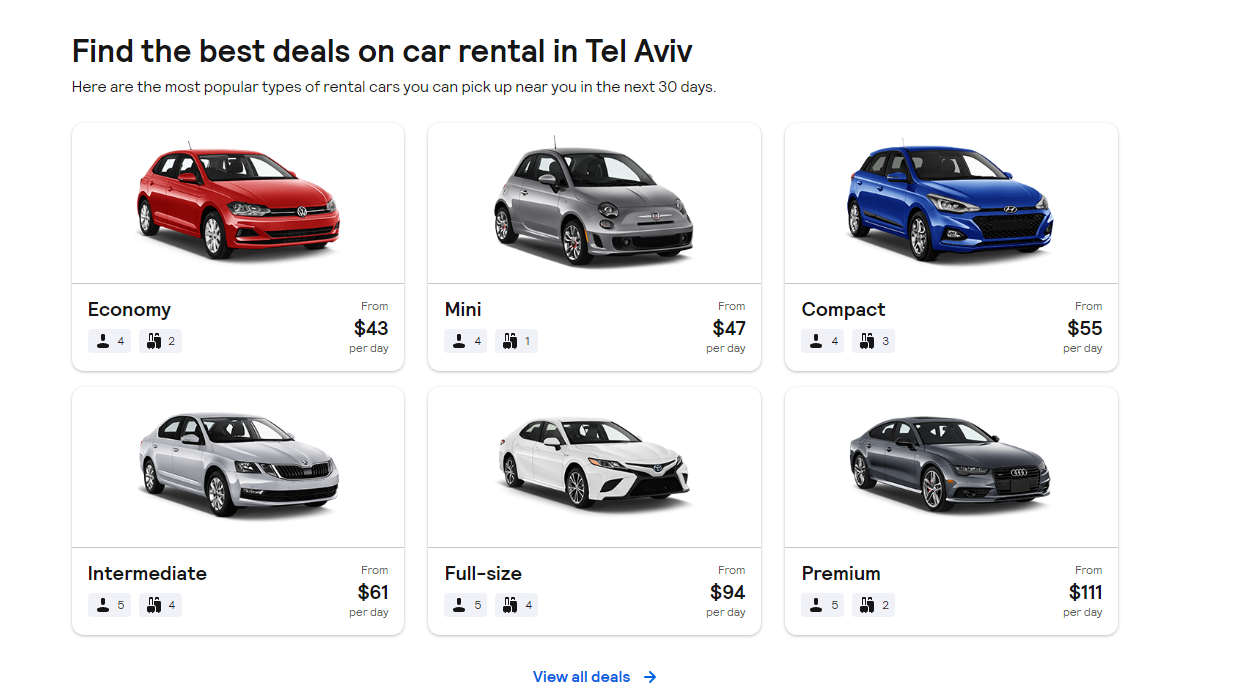 Find the best deals on car rental in Tel Aviv
Here are the most popular types of rental cars you can pick up near you in the next 30 days.
Economy
4 2
From
$43
per day
Mini
4 1
From
$47
per day
Compact
4 3
From
$55
per day
Intermediate
5 4
From
$61
per day
Full-size
5 4
From
$94
per day
Premium
5 2
From
$111
per day
View all deals